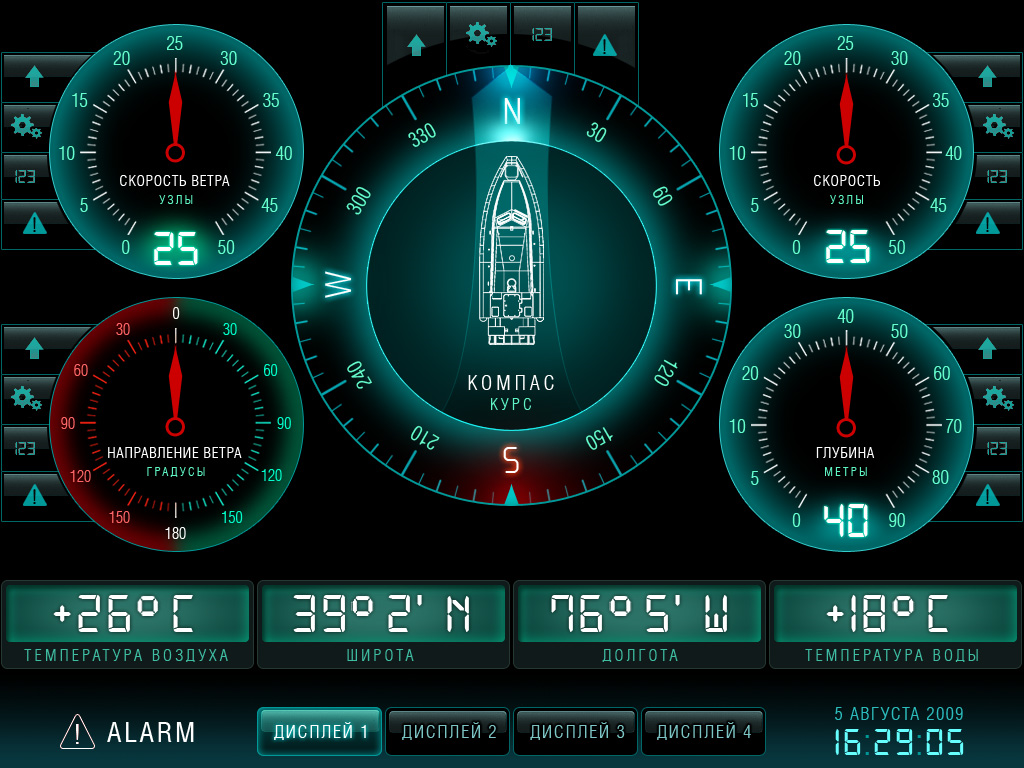 123
25
20
30
15
35
10
40
5
45
0
50
СКОРОСТЬ ВЕТРА
УЗЛЫ
25
123
N
30
60
E
120
150
S
210
240
W
300
330
КОМПАС
КУРС
123
25
20
30
15
35
10
40
5
45
0
50
СКОРОСТЬ
УЗЛЫ
25
123
0
30
30
60
60
90
90
120
120
150
150
180
НАПРАВЛЕНИЕ ВЕТРА
ГРАДУСЫ
123
40
30
50
20
60
10
70
5
80
0
90
ГЛУБИНА
МЕТРЫ
40
123
+26° C
ТЕМПЕРАТУРА ВОЗДУХА
39° 2' N
ШИРОТА
76° 5' W
ДОЛГОТА
+18° C
ТЕМПЕРАТУРА ВОДЫ
ALARM
ДИСПЛЕЙ 1
ДИСПЛЕЙ 2
ДИСПЛЕЙ 3
ДИСПЛЕЙ 4
5 АВГУСТА 2009
16:29:05